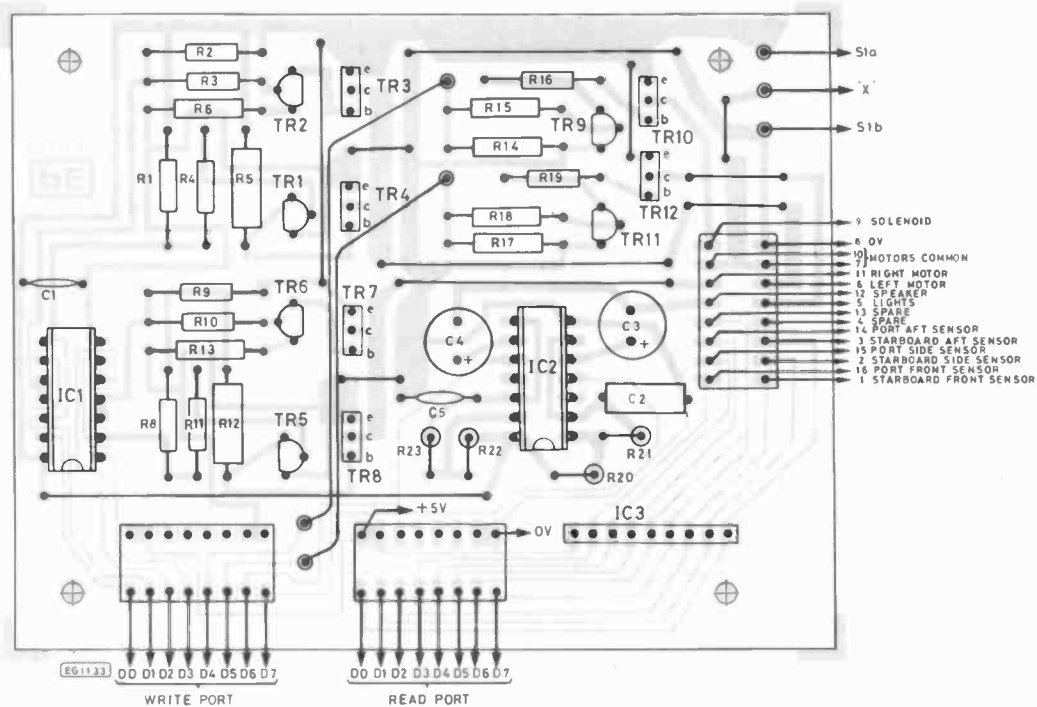 R2
R3
R6
TR2
TR3
e
c
b
R16
R15
TR9
R14
R19
R18
R17
TR11
e
c
b
TR10
e
c
b
TR12
S1a
'X'
S1b
R1
R4
R5
TR1
e
c
b
TR4
9 SOLENOID
8 0V
10
7 MOTORS COMMON
11 RIGHT MOTOR
6 LEFT MOTOR
12 SPEAKER
5 LIGHTS
13 SPARE
4 SPARE
14 PORT AFT SENSOR
3 STARBOARD AFT SENSOR
15 PORT SIDE SENSOR
2 STARBOARD SIDE SENSOR
16 PORT FRONT SENSOR
1 STARBOARD FRONT SENSOR
PE
C1
R9
R10
R13
TR6
TR7
e
c
b
C4
+
IC2
C3
+
IC1
R8
R11
R12
TR5
e
c
b
TR8
C5
C2
R23
R22
R21
R20
+5V
0V
IC3
EG1133
D0 D1 D2 D3 D4 D5 D6 D7
WRITE PORT
D0 D1 D2 D3 D4 D5 D6 D7
READ PORT